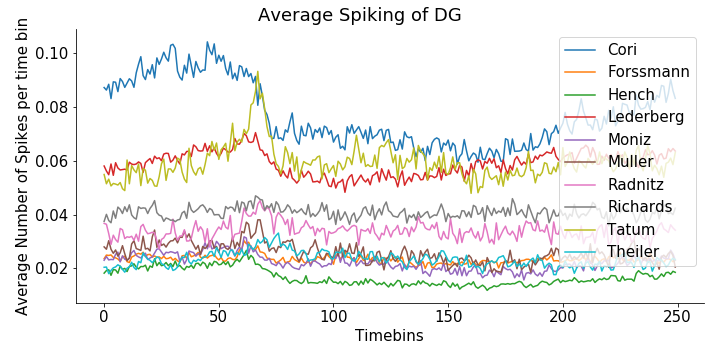 Average Spiking of DG
Average Number of Spikes per time bin
0.10
0.08
0.06
0.04
0.02
0
50
100
150
200
250
Timebins
Cori
Forssmann
Hench
Lederberg
Moniz
Muller
Radnitz
Richards
Tatum
Theiler